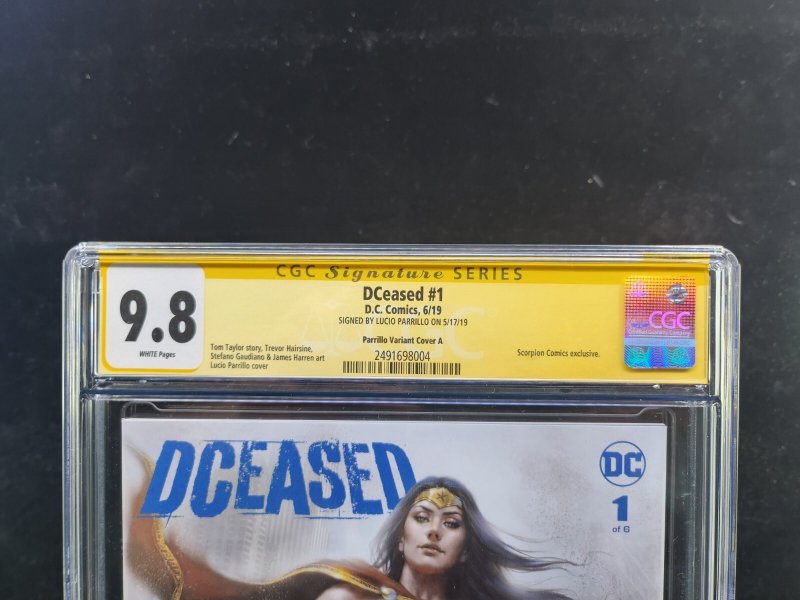 CGC Signature SERIES
9.8
WHITE Pages
DCeased #1
D.C. Comics, 6/19
SIGNED BY LUCIO PARRILLO ON 5/17/19
Parrillo Variant Cover A
2491698004
Tom Taylor story, Trevor Hairsine,
Stefano Gaudiano & James Harren art
Lucio Parrillo cover
Scorpion Comics exclusive.
CGC
DCEASED
DC
1
of 6